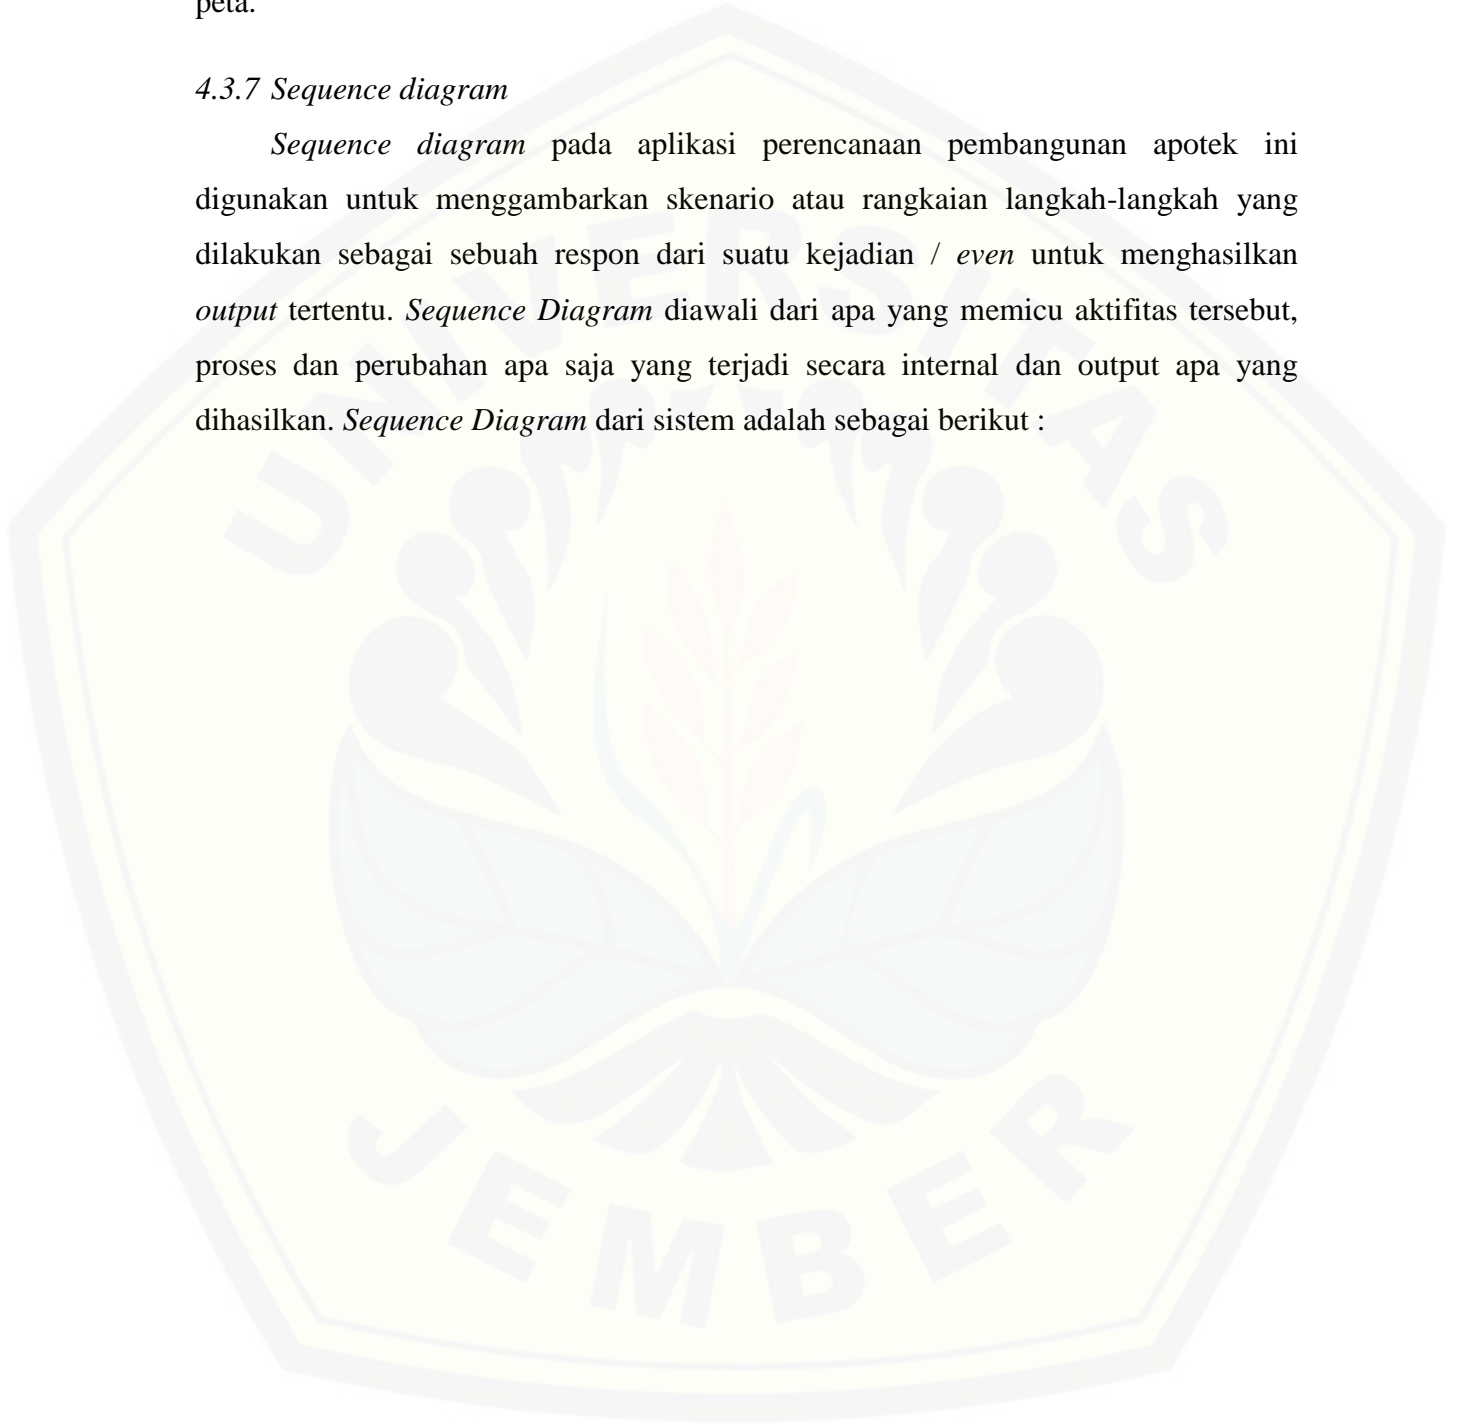 peta.
4.3.7 Sequence diagram
Sequence diagram pada aplikasi perencanaan pembangunan apotek ini
digunakan untuk menggambarkan skenario atau rangkaian langkah-langkah yang
dilakukan sebagai sebuah respon dari suatu kejadian / even untuk menghasilkan
output tertentu. Sequence Diagram diawali dari apa yang memicu aktifitas tersebut,
proses dan perubahan apa saja yang terjadi secara internal dan output apa yang
dihasilkan. Sequence Diagram dari sistem adalah sebagai berikut :
UNIVERSITAS
JEMBER